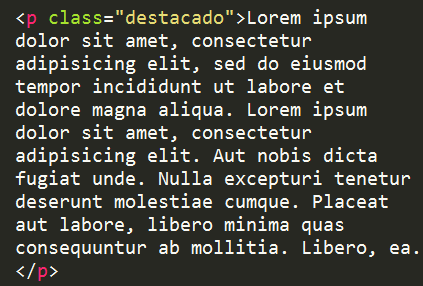 <p class="destacado">Lorem ipsum
dolor sit amet, consectetur
adipisicing elit, sed do eiusmod
tempor incididunt ut labore et
dolore magna aliqua. Lorem ipsum
dolor sit amet, consectetur
adipisicing elit. Aut nobis dicta
fugiat unde. Nulla excepturi tenetur
deserunt molestiae cumque. Placeat
aut labore, libero minima quas
consequuntur ab mollitia. Libero, ea.
</p>